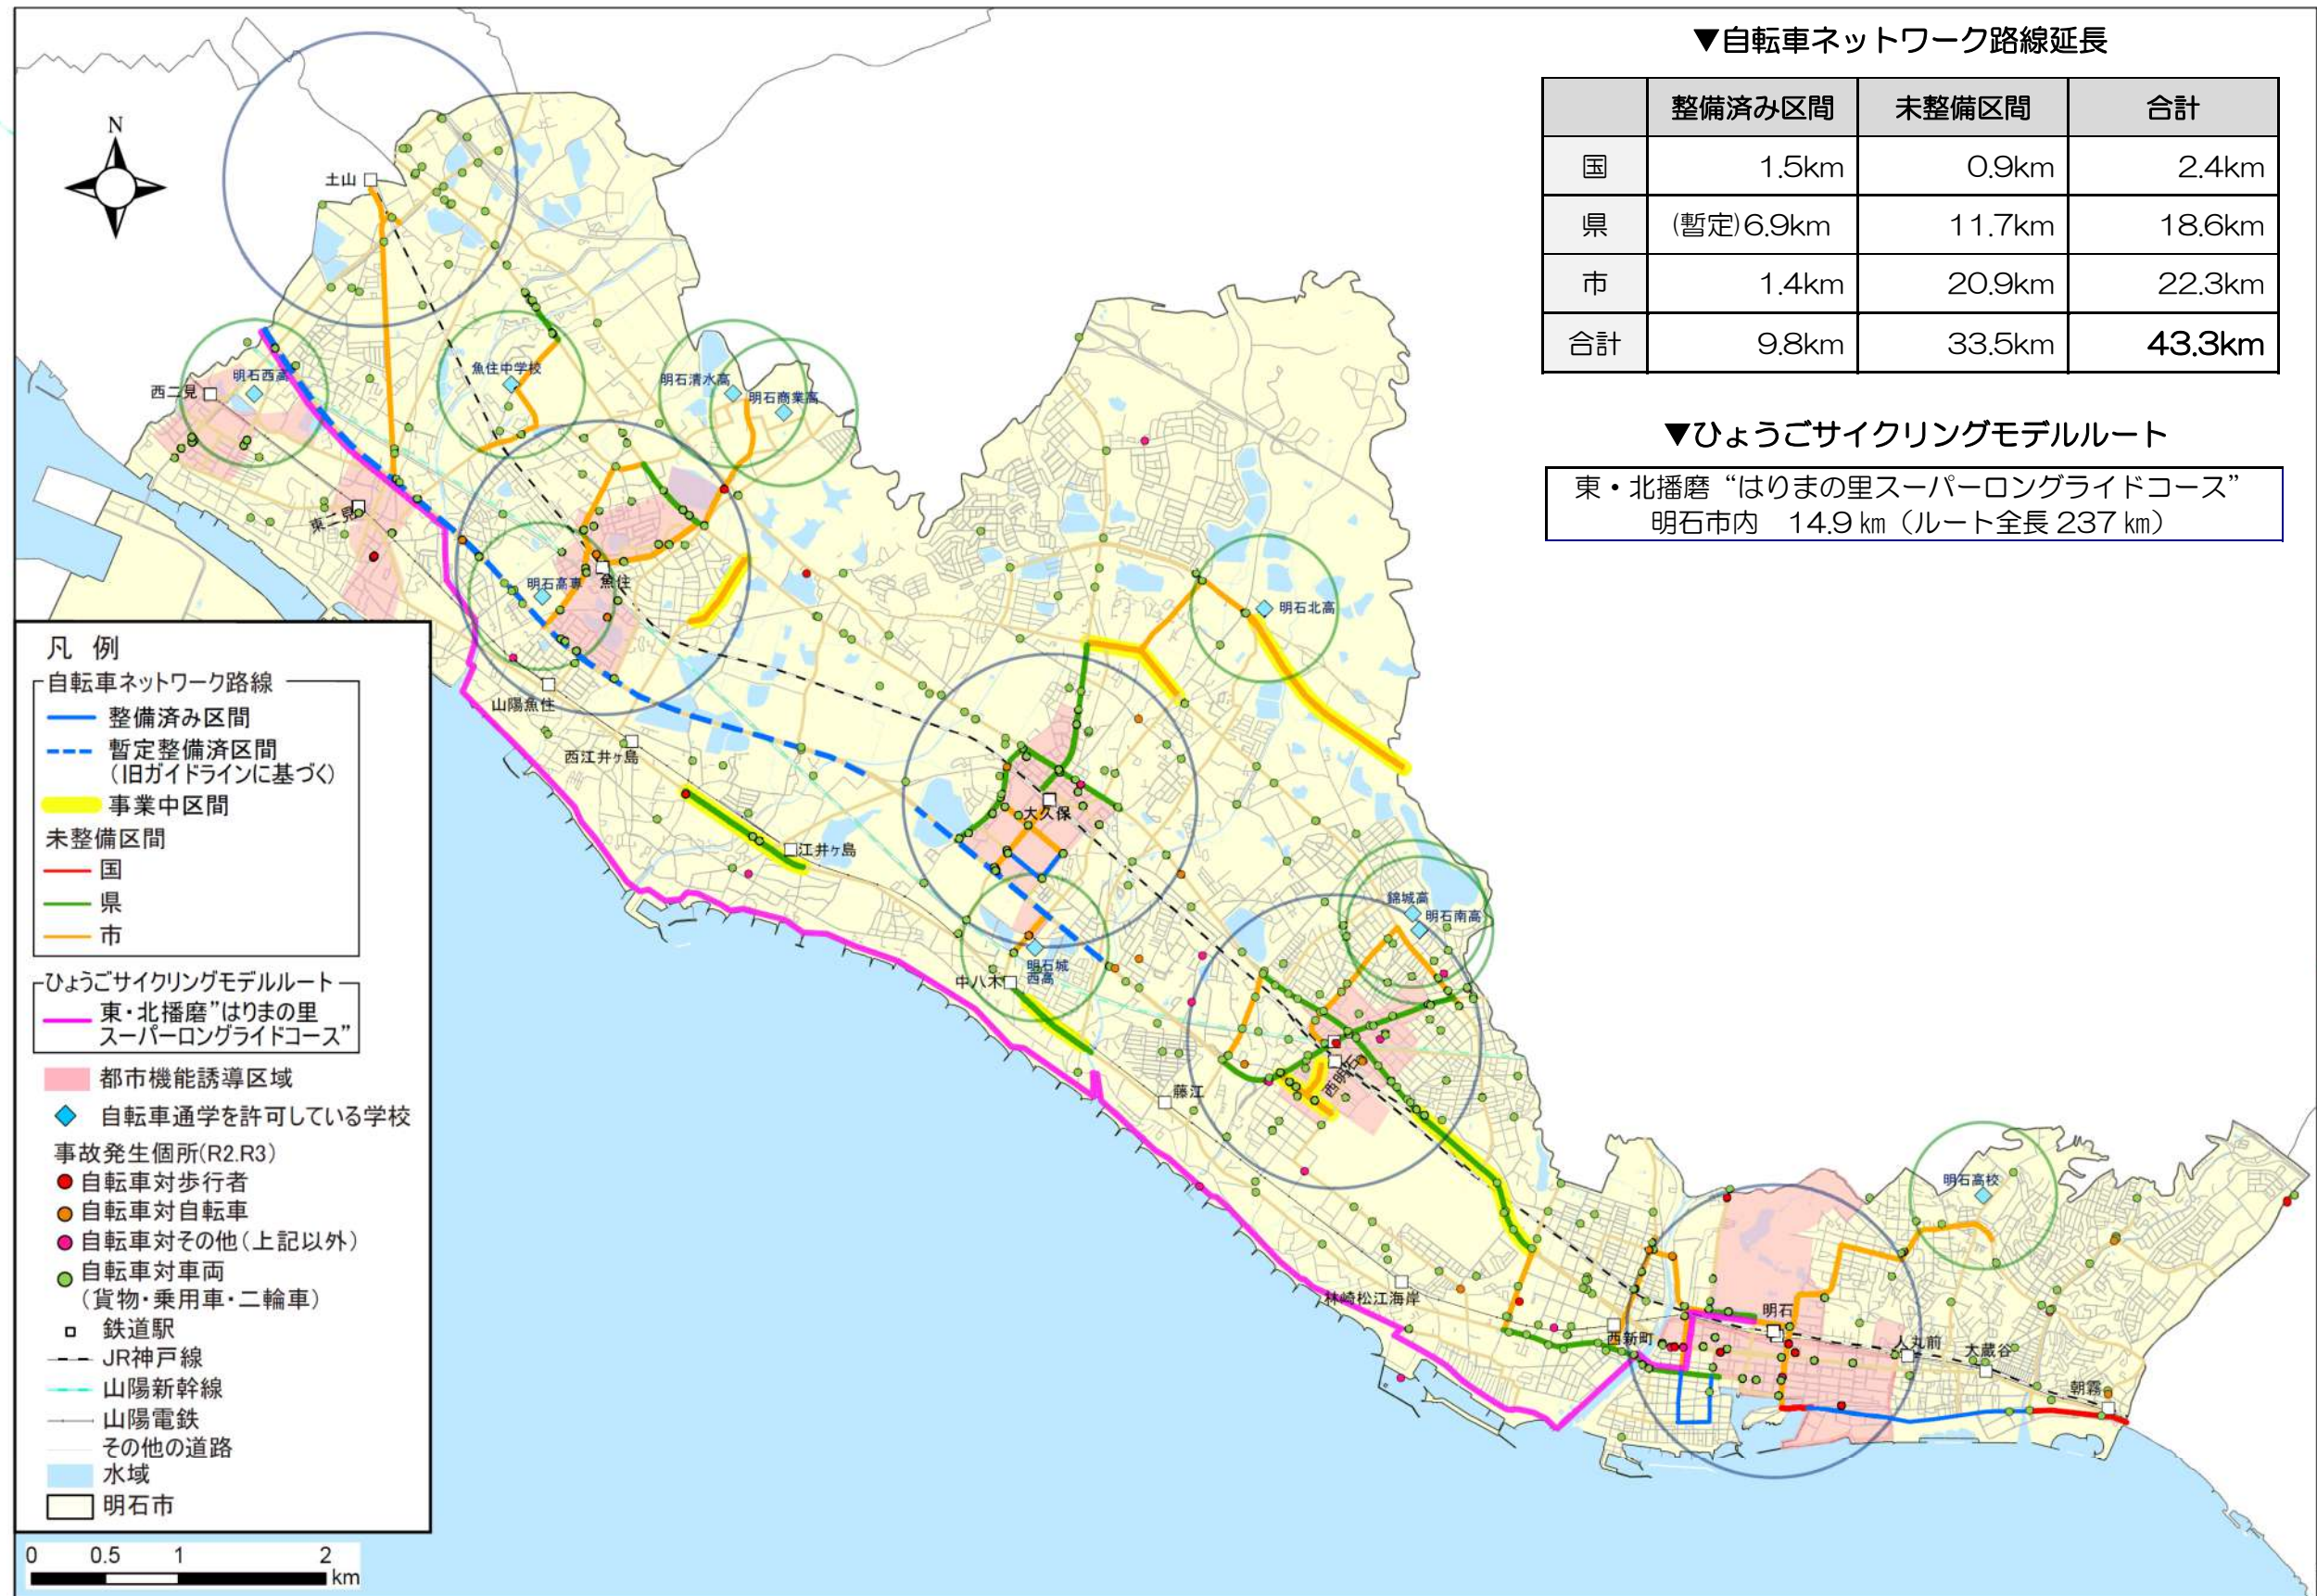 ▼自転車ネットワーク路線延長
整備済み区間 未整備区間 合計
国 1.5km 0.9km 2.4km
県 (暫定)6.9km 11.7km 18.6km
市 1.4km 20.9km 22.3km
合計 9.8km 33.5km 43.3km
▼ひょうごサイクリングモデルルート
東・北播磨“はりまの里スーパーロングライドコース”
明石市内 14.9㎞(ルート全長237㎞)
N
土山
西二見
明石西高
魚住中学校
明石清水高
明石商業高
東二見
明石高専
魚住
明石北高
山陽魚住
西江井ヶ島
大久保
江井ヶ島
錦城高
明石南高
明石城
西高
中八木
西明石
藤江
明石高校
林崎松江海岸
西新町
明石
人丸前
大蔵谷
朝霧
凡 例
自転車ネットワーク路線
整備済み区間
暫定整備済区間
(旧ガイドラインに基づく)
事業中区間
未整備区間
国
県
市
ひょうごサイクリングモデルルート
東・北播磨”はりまの里
スーパーロングライドコース”
都市機能誘導区域
自転車通学を許可している学校
事故発生個所(R2.R3)
自転車対歩行者
自転車対自転車
自転車対その他(上記以外)
自転車対車両
(貨物・乗用車・二輪車)
鉄道駅
JR神戸線
山陽新幹線
山陽電鉄
その他の道路
水域
明石市
0 0.5 1 2
km